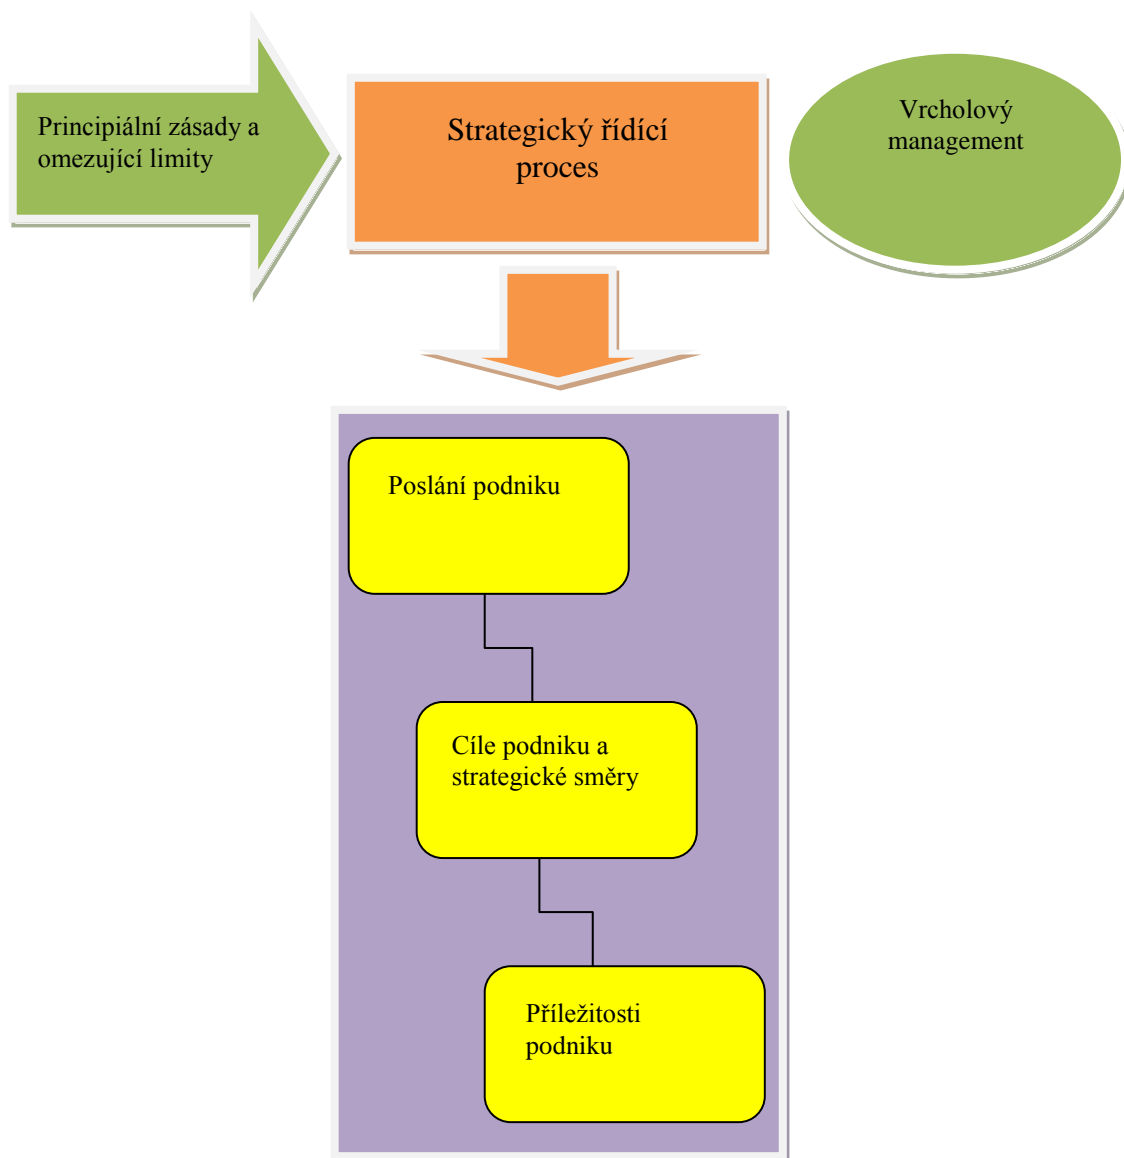 Principiální zásady a
omezující limity
Strategický řídící
proces
Vrcholový
management
Poslání podniku
Cíle podniku a
strategické směry
Příležitosti
podniku